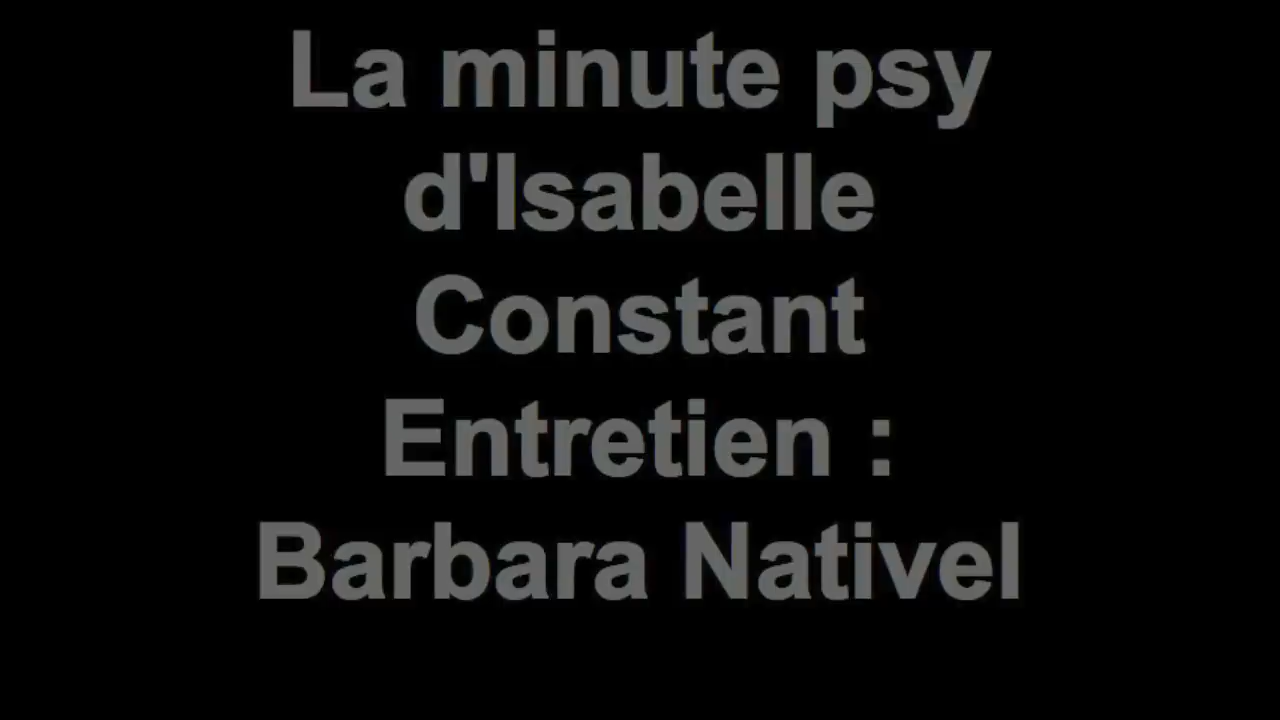 La minute psy
d'Isabelle
Constant
Entretien :
Barbara Nativel